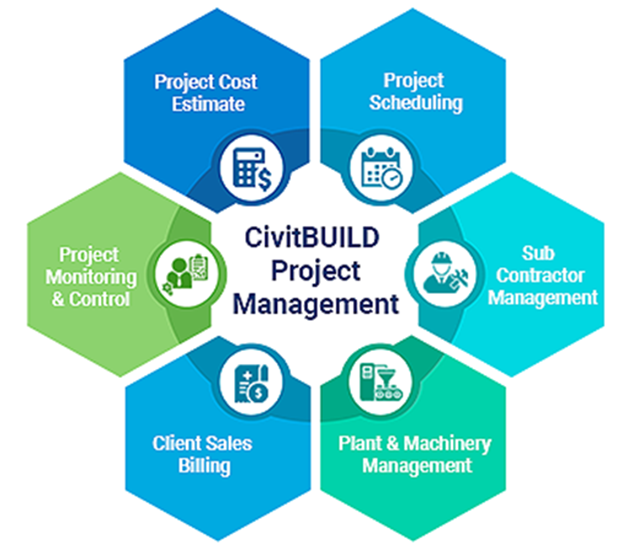 Project Cost
Estimate
Project
Scheduling
Project
Monitoring
& Control
CivitBUILD
Project
Management
Sub
Contractor
Management
Client Sales
Billing
Plant & Machinery
Management